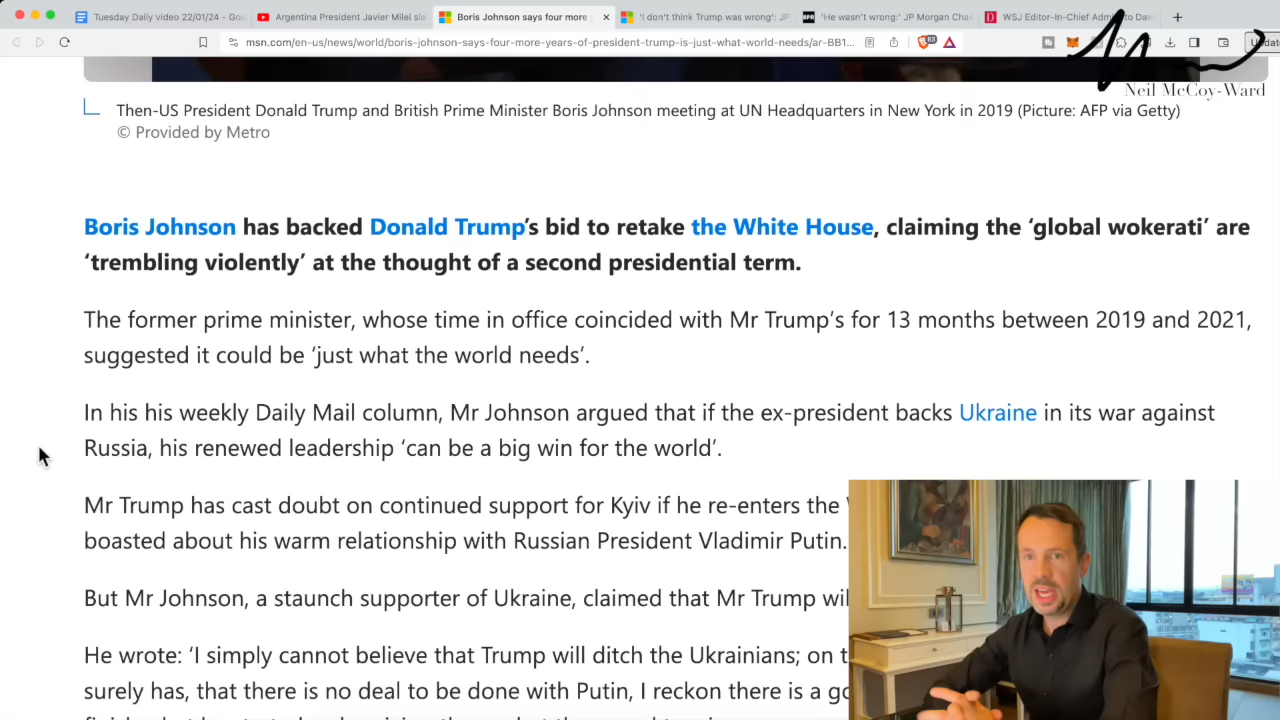 Tuesday Daily video 22/01/24 - Goo
Argentina President Javier Milei sla
Boris Johnson says four more
'I don't think Trump was wrong': JP
'He wasn't wrong:' JP Morgan Cha
WSJ Editor-In-Chief Adm to Dav
msn.com/en-us/news/world/boris-johnson-says-four-more-years-of-president-trump-is-just-what-world-needs/ar-BB1...
63
Neil McCoy-Ward
Then-US President Donald Trump and British Prime Minister Boris Johnson meeting at UN Headquarters in New York in 2019 (Picture: AFP via Getty)
© Provided by Metro
Boris Johnson has backed Donald Trump's bid to retake the White House, claiming the ‘global wokerati’ are
‘trembling violently’ at the thought of a second presidential term.
The former prime minister, whose time in office coincided with Mr Trump’s for 13 months between 2019 and 2021,
suggested it could be ‘just what the world needs’.
In his his weekly Daily Mail column, Mr Johnson argued that if the ex-president backs Ukraine in its war against
Russia, his renewed leadership ‘can be a big win for the world’.
Mr Trump has cast doubt on continued support for Kyiv if he re-enters the
boasted about his warm relationship with Russian President Vladimir Putin.
But Mr Johnson, a staunch supporter of Ukraine, claimed that Mr Trump wil
He wrote: ‘I simply cannot believe that Trump will ditch the Ukrainians; on t
surely has, that there is no deal to be done with Putin, I reckon there is a go